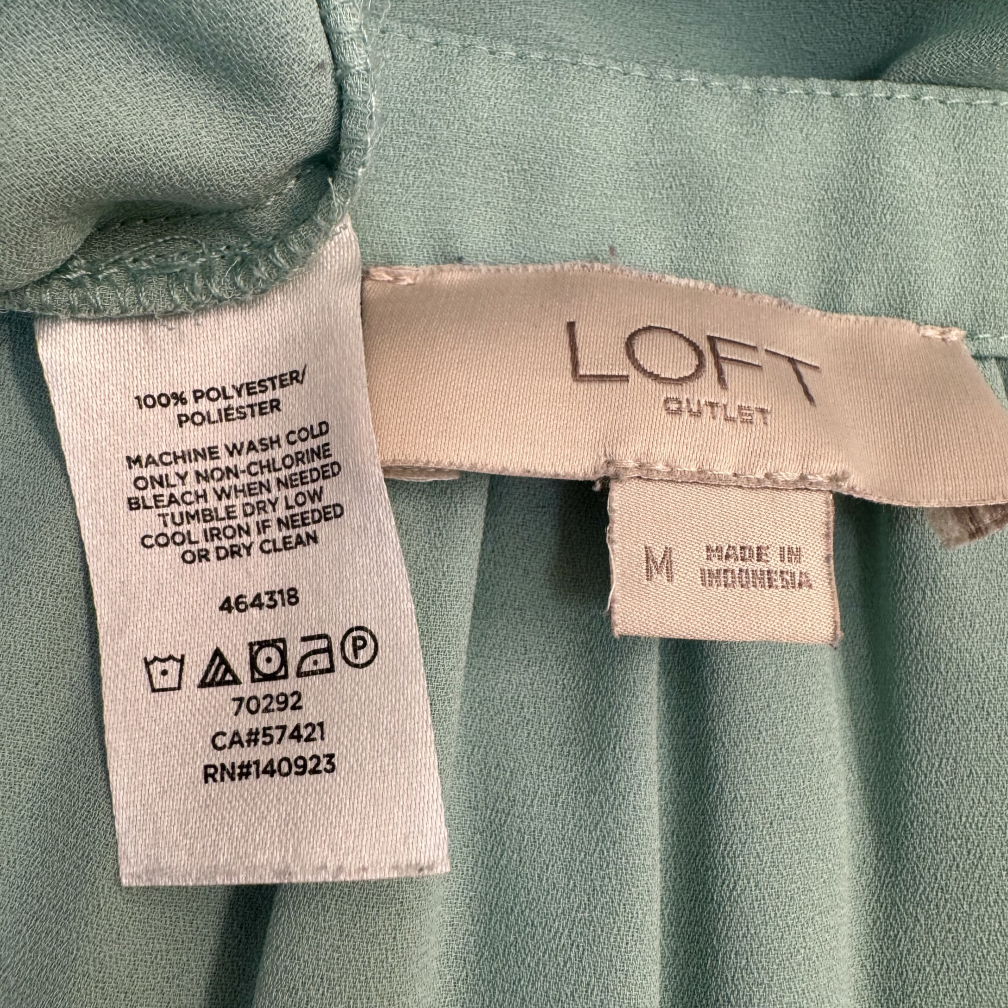 100% POLYESTER/
POLIÉSTER
MACHINE WASH COLD
ONLY NON-CHLORINE
BLEACH WHEN NEEDED
TUMBLE DRY LOW
COOL IRON IF NEEDED
OR DRY CLEAN
464318
P
70292
CA#57421
RN#140923
LOFT
OUTLET
M
MADE IN
INDONESIA